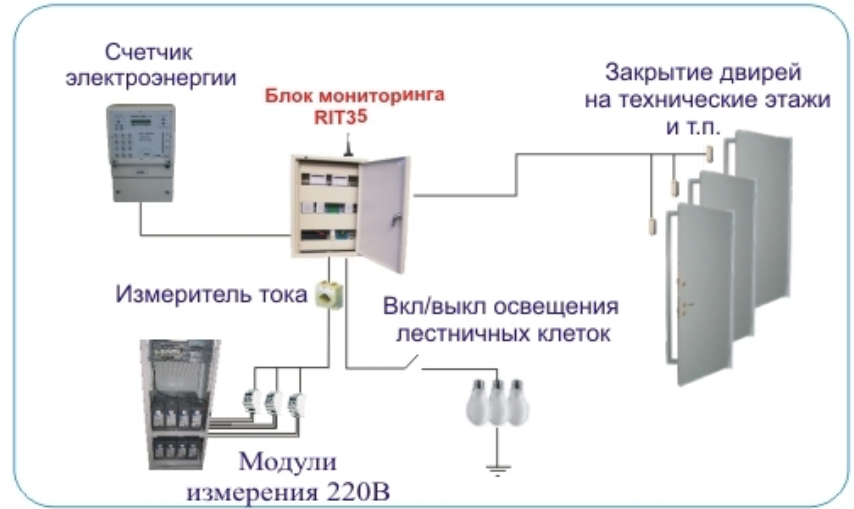 Счетчик
электроэнергии
Блок мониторинга
RIT35
Закрытие двирей
на технические этажи
и т.п.
Измеритель тока
Вкл/выкл освещения
лестничных клеток
Модули
измерения 220В